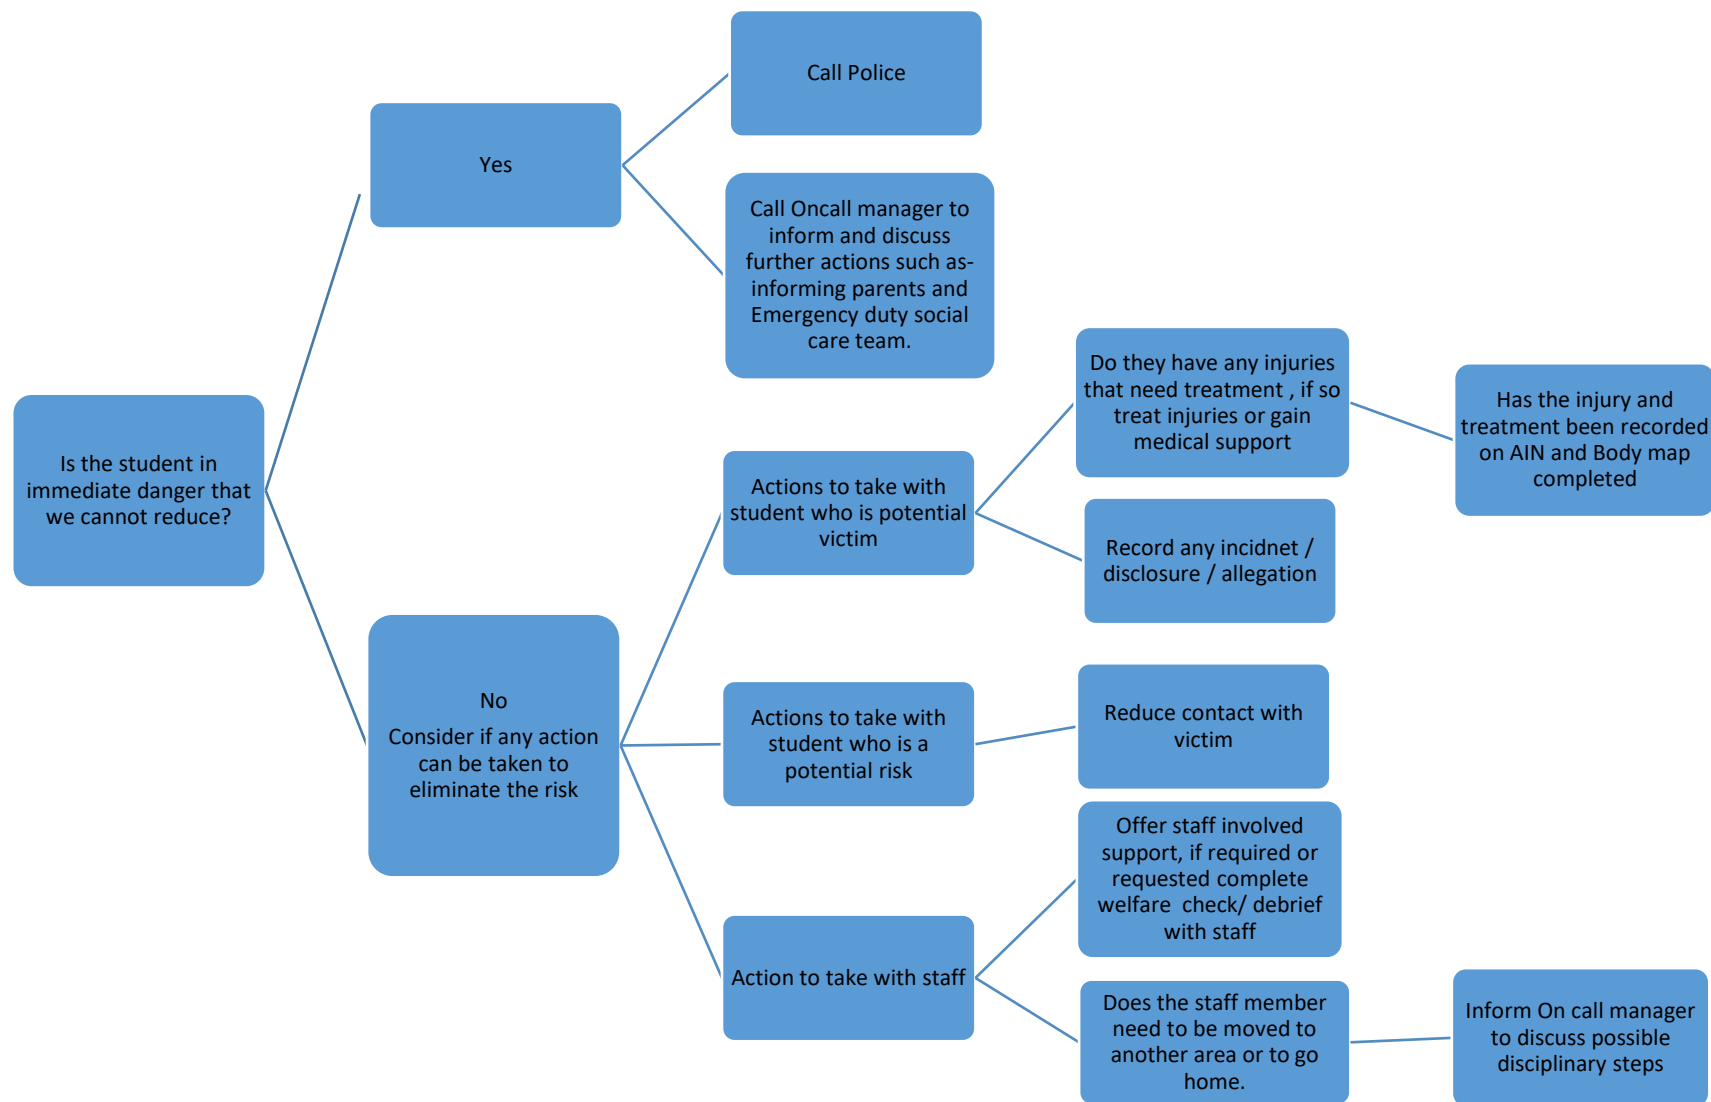 Is the student in
immediate danger that
we cannot reduce?
Yes
Call Police
Call Oncall manager to
inform and discuss
further actions such as-
informing parents and
Emergency duty social
care team.
No
Consider if any action
can be taken to
eliminate the risk
Actions to take with
student who is potential
victim
Do they have any injuries
that need treatment , if so
treat injuries or gain
medical support
Has the injury and
treatment been recorded
on AIN and Body map
completed
Record any incidnet /
disclosure / allegation
Actions to take with
student who is a
potential risk
Reduce contact with
victim
Action to take with staff
Offer staff involved
support, if required or
requested complete
welfare check/ debrief
with staff
Does the staff member
need to be moved to
another area or to go
home.
Inform On call manager
to discuss possible
disciplinary steps